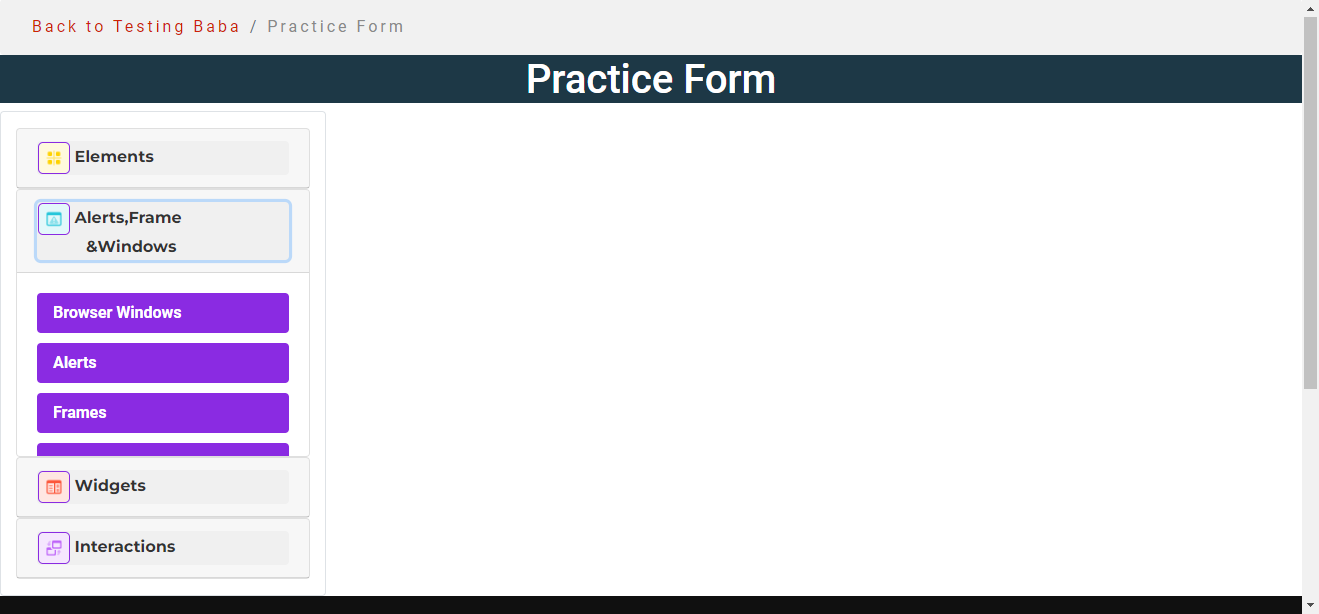 Back to Testing Baba / Practice Form
Practice Form
Elements
Alerts,Frame
&Windows
Browser Windows
Alerts
Frames
Widgets
Interactions